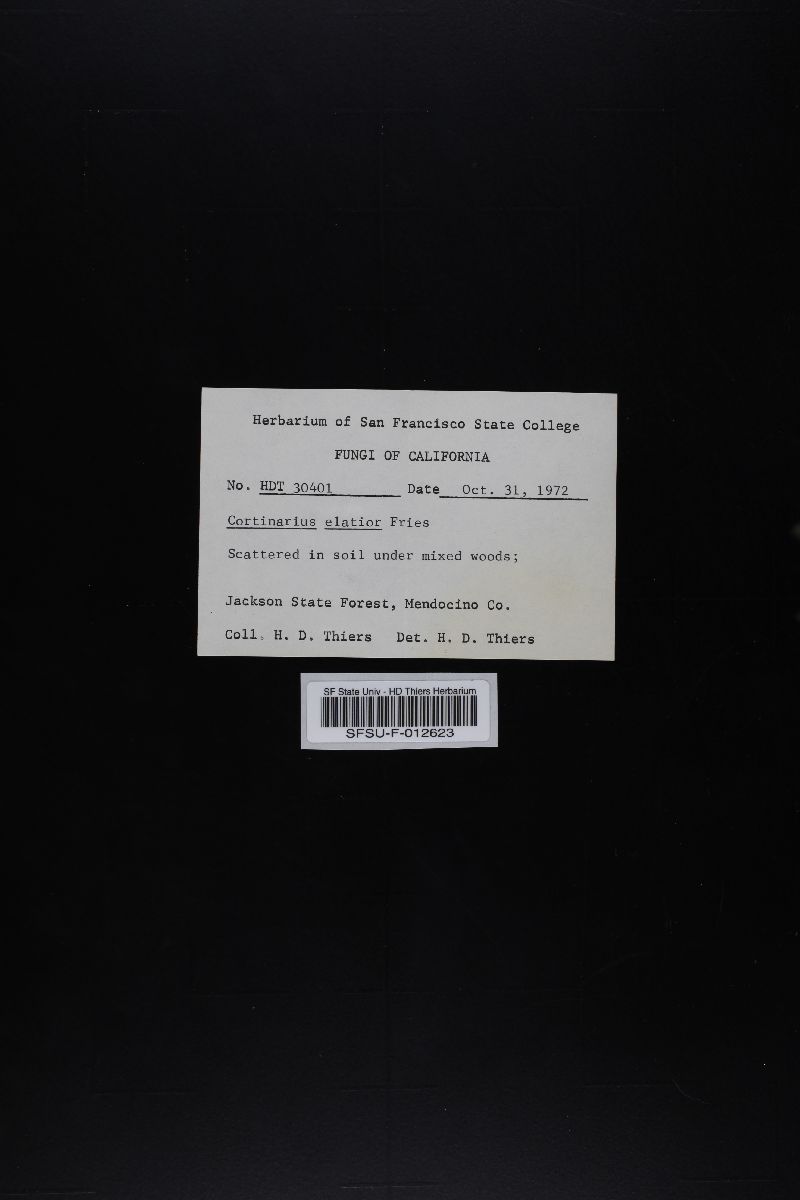 Herbarium of San Francisco State College
FUNGI OF CALIFORNIA
No. HDT 30401 Date Oct. 31, 1972
Cortinarius elatior Fries
Scattered in soil under mixed woods;
Jackson State Forest, Mendocino Co.
Coll. H. D. Thiers Det. H. D. Thiers
SF State Univ - HD Thiers Herbarium
SFSU-F-012623